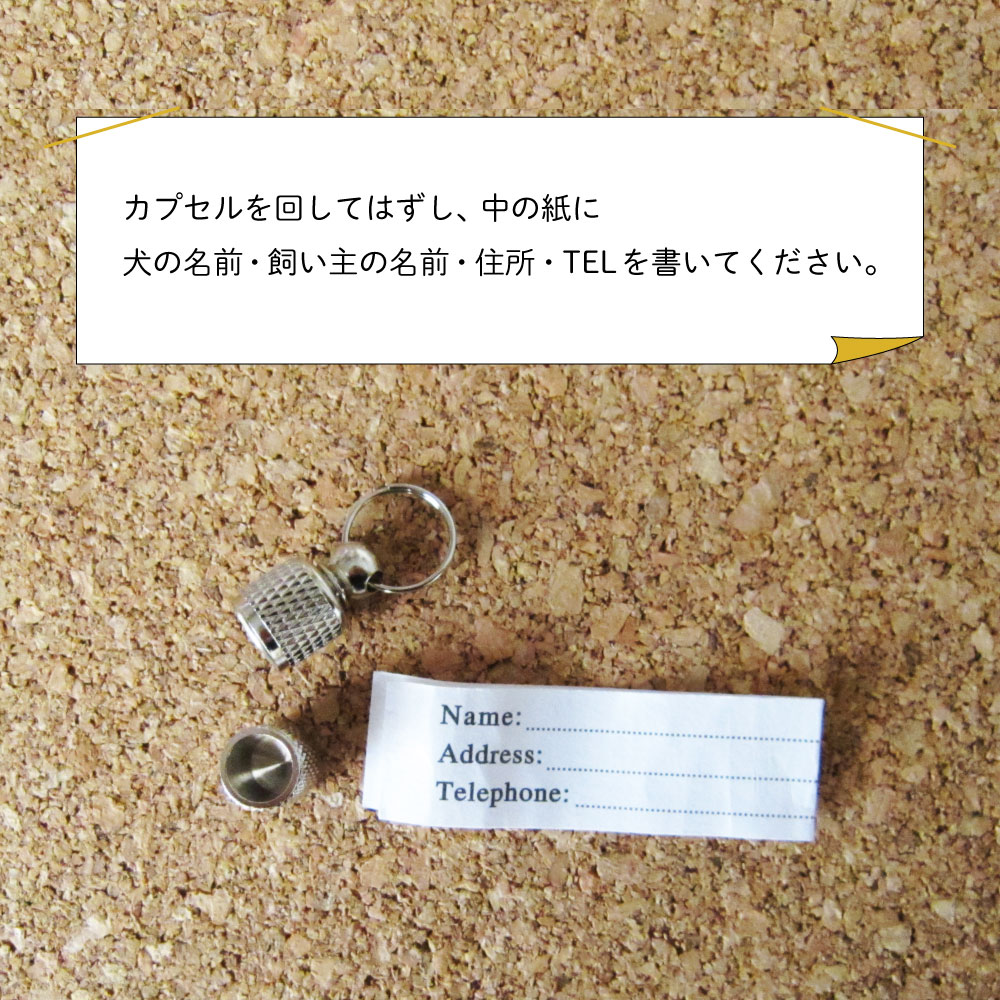 カプセルを回してはずし、中の紙に
犬の名前・飼い主の名前・住所・TELを書いてください。
Name:
Address:
Telephone: